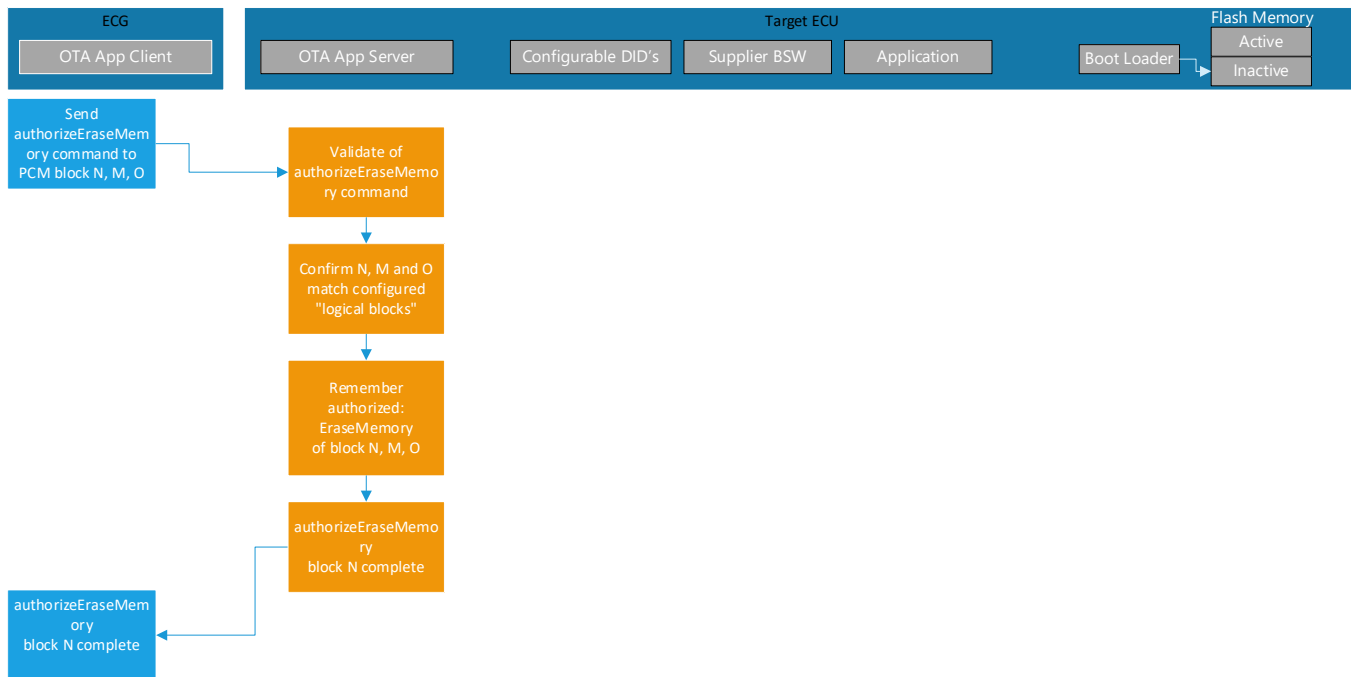 ECG
Target ECU
Flash Memory
OTA App Client
OTA App Server
Configurable DID's
Supplier BSW
Application
Boot Loader
Active
Inactive
Send
authorizeEraseMem
ory command to
PCM block N, M, O
Validate of
authorizeEraseMemo
ry command
Confirm N, M and O
match configured
"logical blocks"
Remember
authorized:
EraseMemory
of block N, M, O
authorizeEraseMemo
ry
block N complete
authorizeEraseMem
ory
block N complete